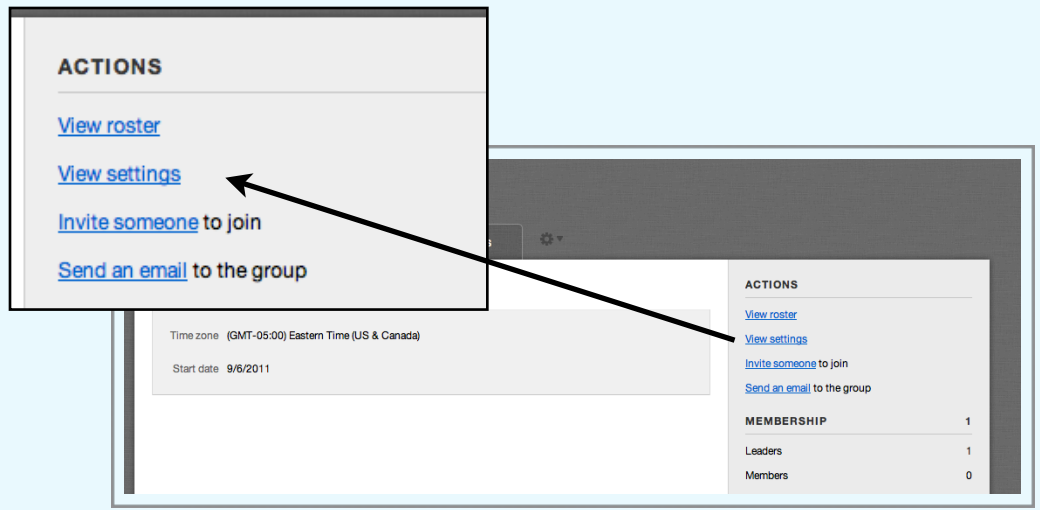 ACTIONS
View roster
View settings
Invite someone to join
Send an email to the group
s
Time zone (GMT-05:00) Eastern Time (US & Canada)
Start date 9/6/2011
ACTIONS
View roster
View settings
Invite someone to join
Send an email to the group
MEMBERSHIP 1
Leaders 1
Members 0